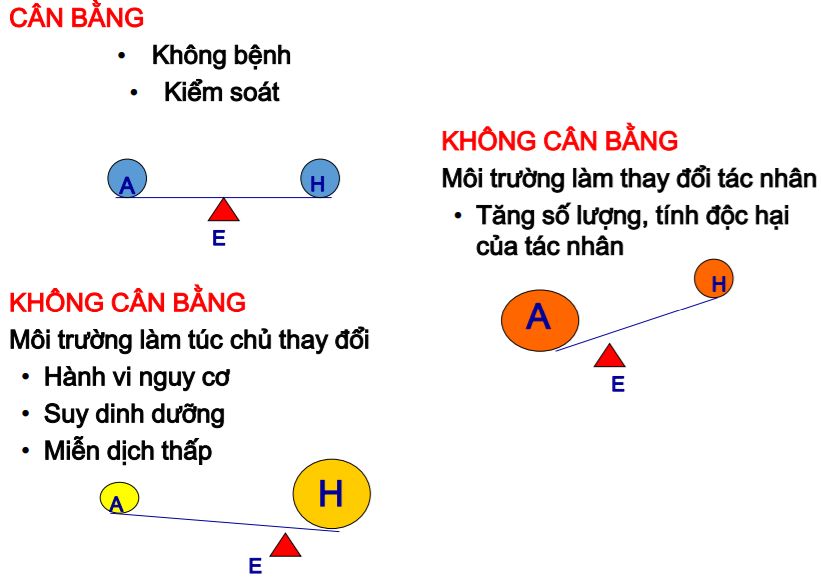 CÂN BẰNG
• Không bệnh
• Kiểm soát
A
H
E
KHÔNG CÂN BẰNG
Môi trường làm túc chủ thay đổi
• Hành vi nguy cơ
• Suy dinh dưỡng
• Miễn dịch thấp
A
H
E
KHÔNG CÂN BẰNG
Môi trường làm thay đổi tác nhân
• Tăng số lượng, tính độc hại
của tác nhân
A
H
E